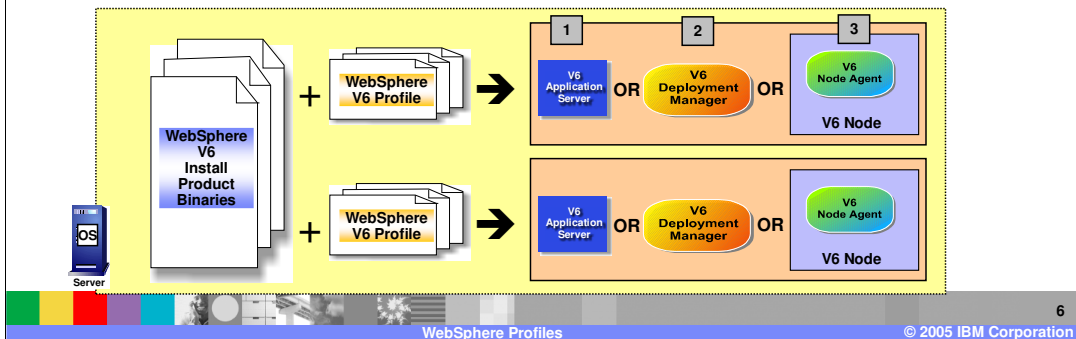 1
2
3
WebSphere
V6
Install
Product
Binaries
+
WebSphere
V6 Profile
V6
Application
Server
OR
V6
Deployment
Manager
OR
V6
Node Agent
V6 Node
+
WebSphere
V6 Profile
V6
Application
Server
OR
V6
Deployment
Manager
OR
V6
Node Agent
V6 Node
OS
Server
6
WebSphere Profiles
© 2005 IBM Corporation